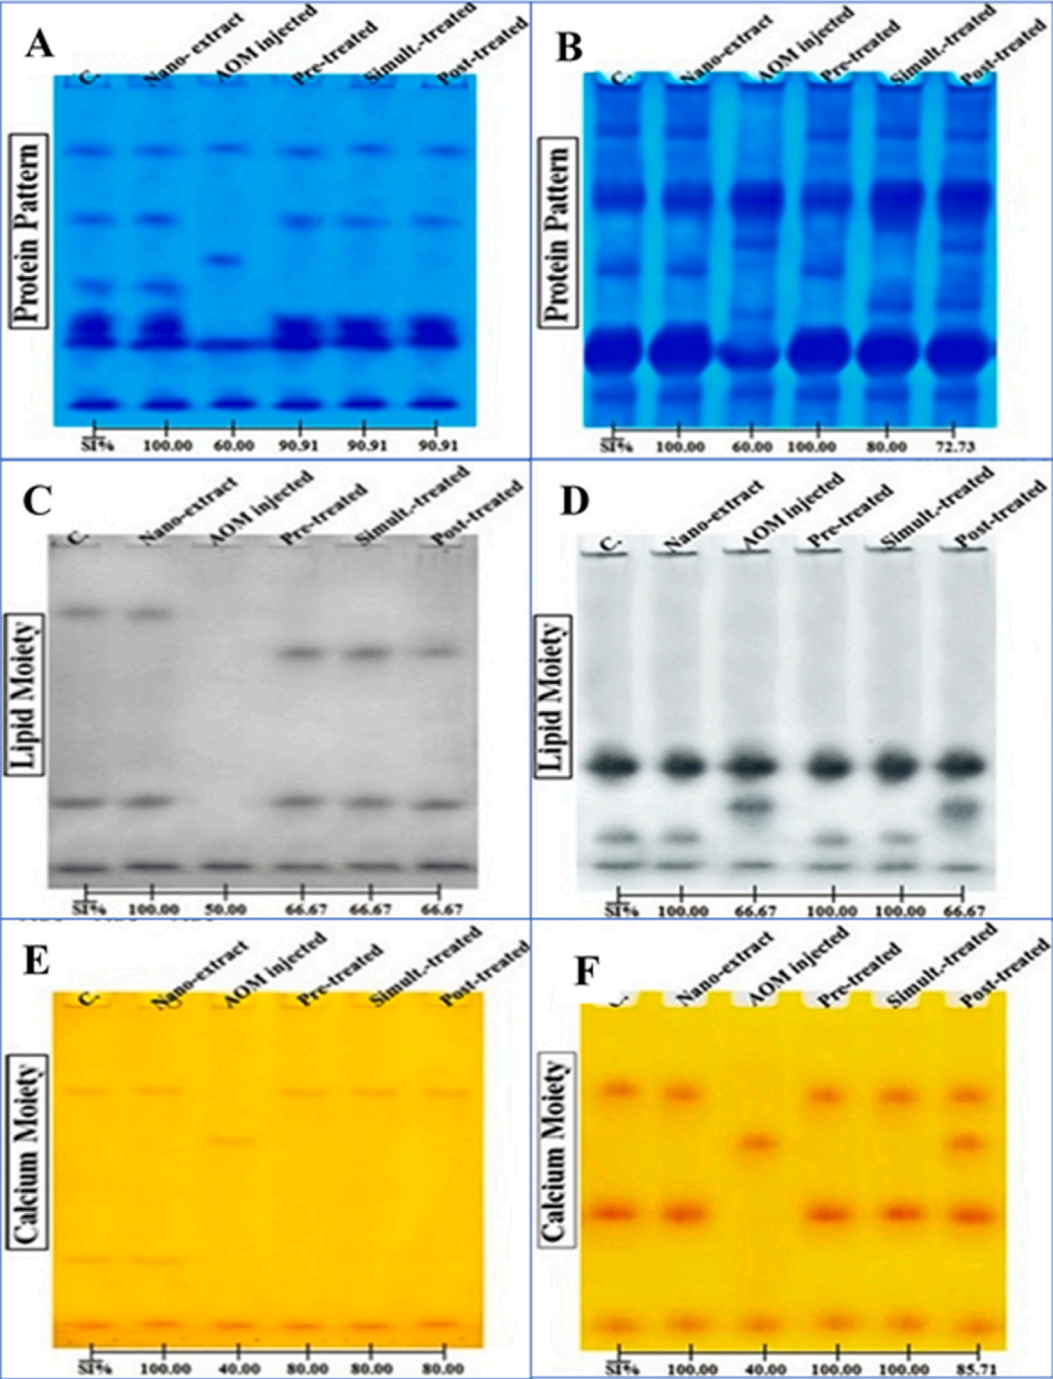 A
C. Nano- extract AOM injected Pre-treated Simult.-treated Post-treated
Protein Pattern
SI% 100.00 60.00 90.91 90.91 90.91
B
C. Nano-extract AOM injected Pre-treated Simult.-treated Post-treated
Protein Pattern
SI% 100.00 60.00 100.00 80.00 72.73
C
C. Nano-extract AOM injected Pre-treated Simult.-treated Post-treated
Lipid Moiety
SI% 100.00 50.00 66.67 66.67 66.67
D
C. Nano-extract AOM injected Pre-treated Simult.-treated Post-treated
Lipid Moiety
SI% 100.00 66.67 100.00 100.00 66.67
E
C. Nano-extract AOM injected Pre-treated Simult.-treated Post-treated
Calcium Moiety
SI% 100.00 40.00 80.00 80.00 80.00
F
C. Nano-extract AOM injected Pre-treated Simult.-treated Post-treated
Calcium Moiety
SI% 100.00 40.00 100.00 100.00 85.71